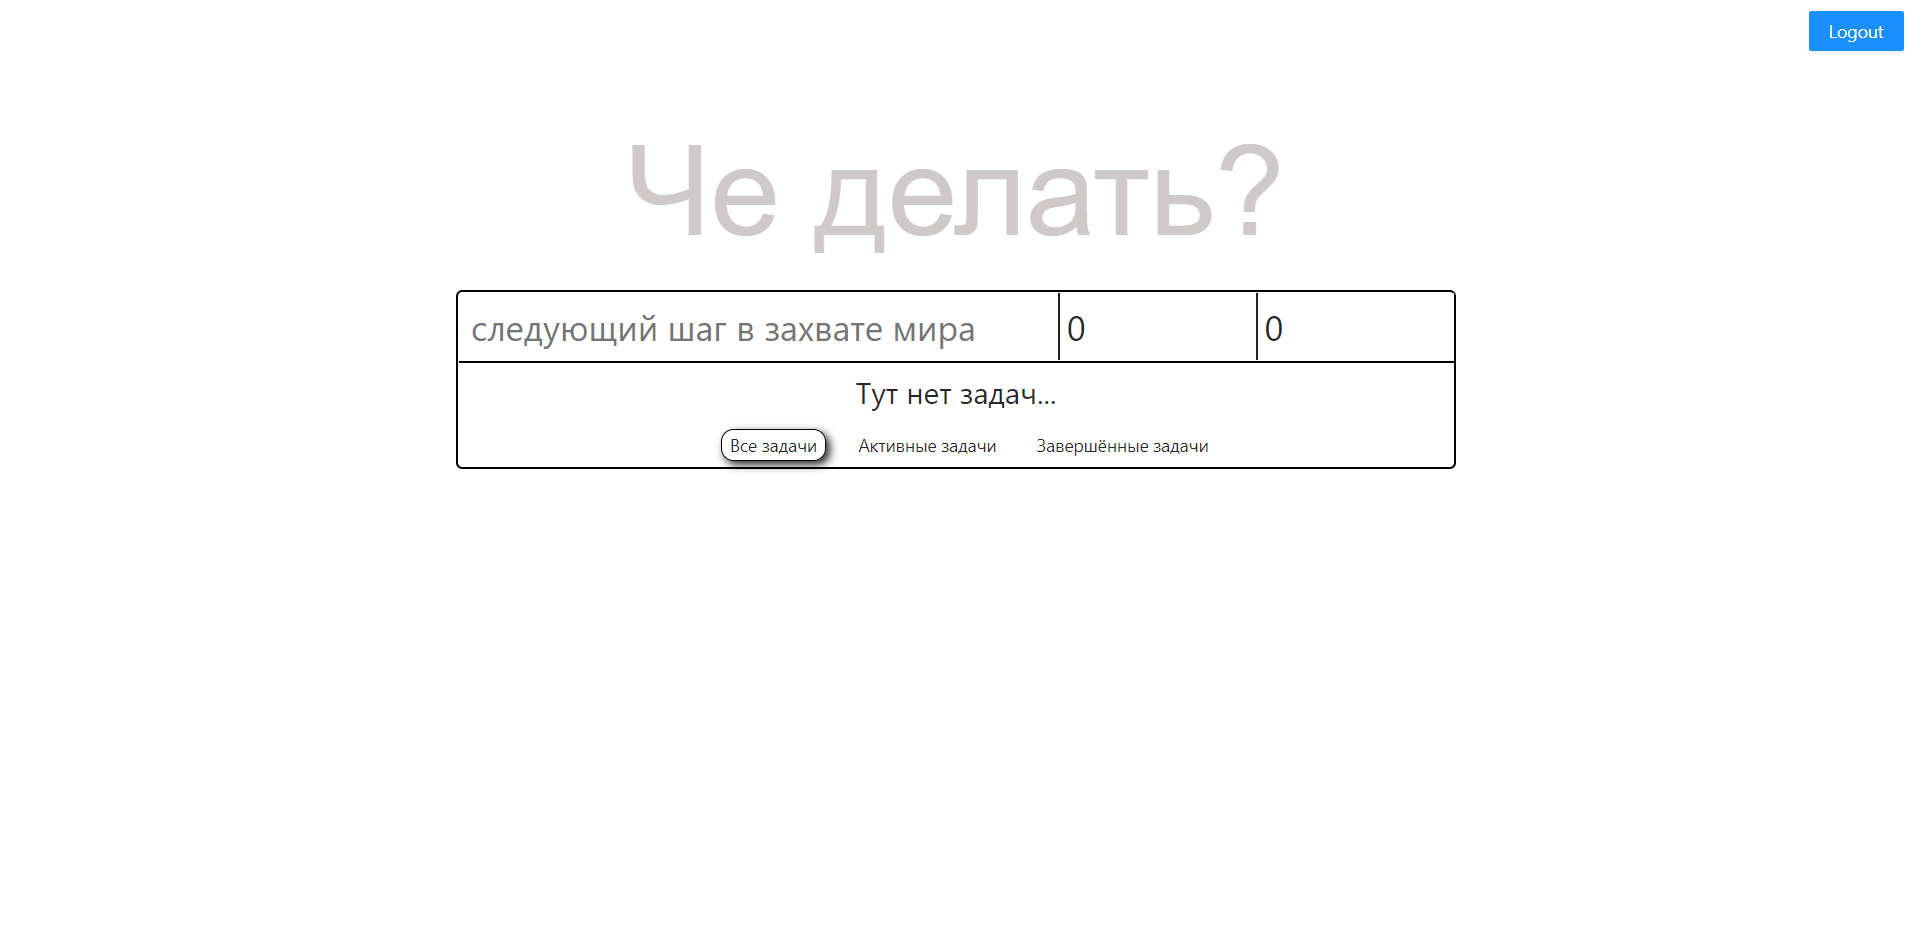 Logout
Че делать?
следующий шаг в захвате мира 0 0
Тут нет задач...
Все задачи Активные задачи Завершённые задачи